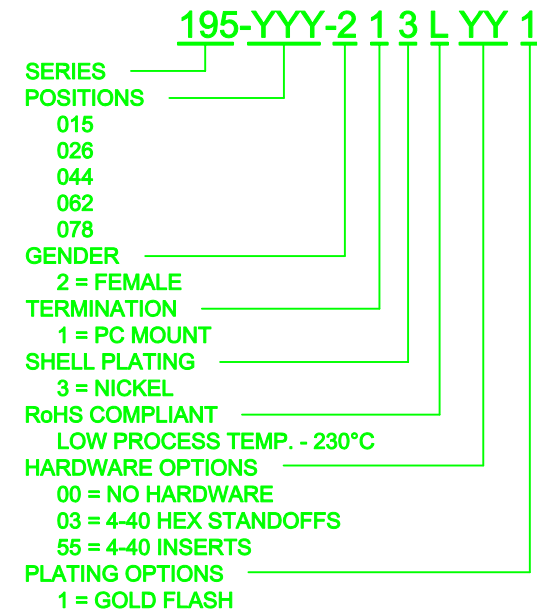 195-YYY-2 1 3 L YY 1
SERIES
POSITIONS
015
026
044
062
078
GENDER
2 = FEMALE
TERMINATION
1 = PC MOUNT
SHELL PLATING
3 = NICKEL
RoHS COMPLIANT
LOW PROCESS TEMP. - 230°C
HARDWARE OPTIONS
00 = NO HARDWARE
03 = 4-40 HEX STANDOFFS
55 = 4-40 INSERTS
PLATING OPTIONS
1 = GOLD FLASH